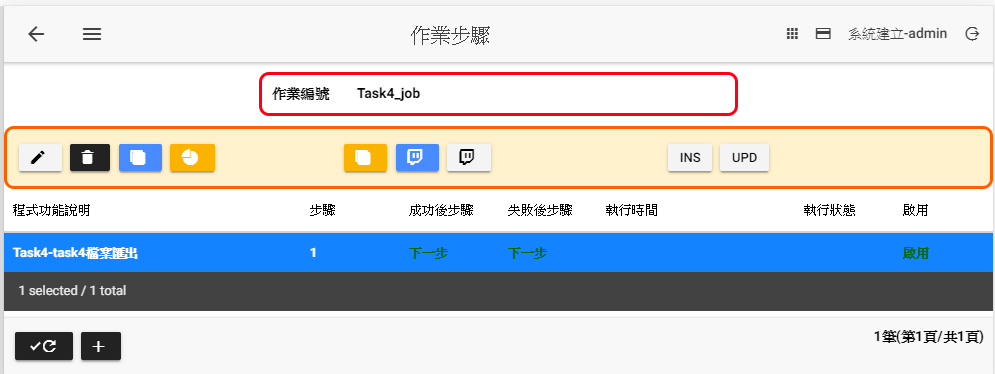 作業步驟
系統建立-admin
作業編號 Task4_job
INS UPD
程式功能說明 步驟 成功後步驟 失敗後步驟 執行時間 執行狀態 啟用
Task4-task4檔案匯出 1 下一步 下一步 啟用
1 selected / 1 total
1筆(第1頁/共1頁)